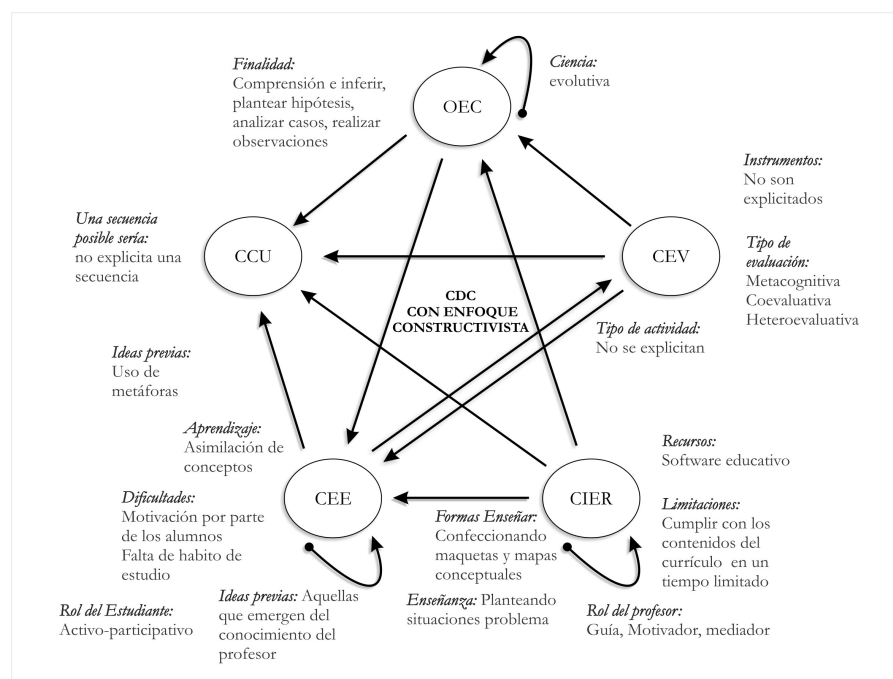 Finalidad:
Comprensión e inferir,
plantear hipótesis,
analizar casos, realizar
observaciones
Ciencia:
evolutiva
OEC
Instrumentos:
No son
explicitados
Una secuencia
posible sería:
no explicita una
secuencia
CCU
CEV
Tipo de
evaluación:
Metacognitiva
Coevaluativa
Heteroevaluativa
CDC
CON ENFOQUE
CONSTRUCTIVISTA
Tipo de actividad:
No se explicitan
Ideas previas:
Uso de
metáforas
Aprendizaje:
Asimilación de
conceptos
Recursos:
Software educativo
CEE
CIER
Dificultades:
Motivación por parte
de los alumnos
Falta de habito de
estudio
Formas Enseñar:
Confeccionando
maquetas y mapas
conceptuales
Limitaciones:
Cumplir con los
contenidos del
currículo en un
tiempo limitado
Rol del Estudiante:
Activo-participativo
Ideas previas: Aquellas
que emergen del
conocimiento del
profesor
Enseñanza: Planteando
situaciones problema
Rol del profesor:
Guía, Motivador, mediador